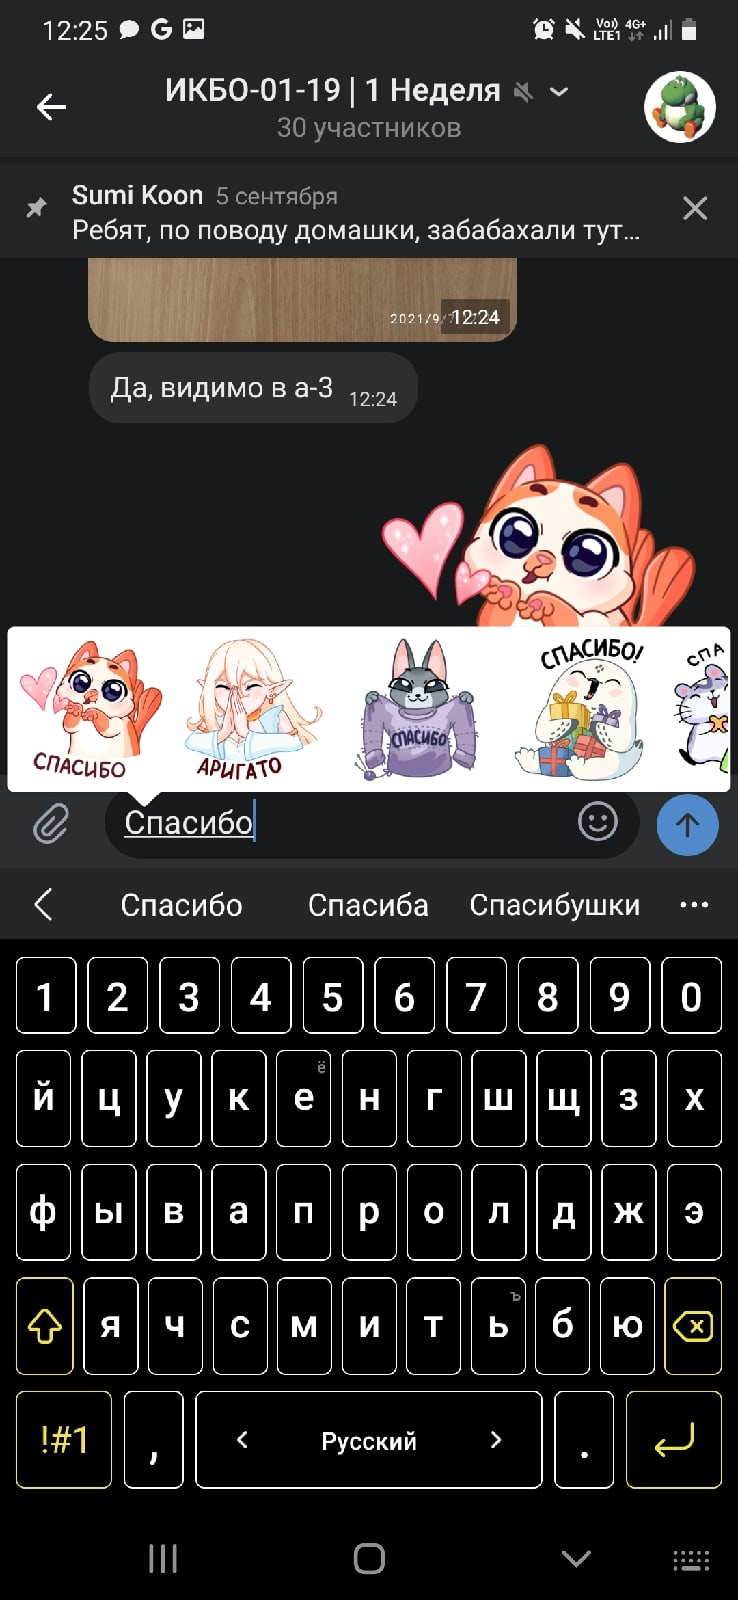 12:25
Vo) LTE1 4G+
ИКБО-01-19 | 1 Неделя
30 участников
Sumi Koon 5 сентября
Ребят, по поводу домашки, забабахали тут...
2021/9/ 12:24
Да, видимо в а-3 12:24
СПАСИБО
АРИГАТО
СПАСИБО
СПАСИБО!
СПА
Спасибо
Спасибо Спасиба Спасибушки
1 2 3 4 5 6 7 8 9 0
й ц у к е ё н г ш щ з х
ф ы в а п р о л д ж э
я ч с м и т ь ъ б ю
!#1 , < Русский > .